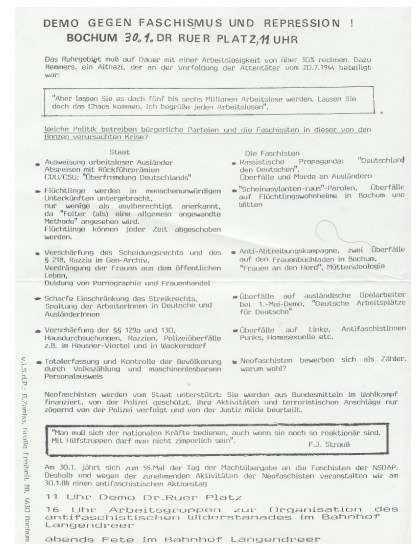 DEMO GEGEN FASCHISMUS UND REPRESSION !
BOCHUM 30.1. DR RUER PLATZ, 11 UHR
Das Ruhrgebiet muß auf Dauer mit einer Arbeitslosigkeit von über 30% rechnen. Dazu
Remmers, ein Altnazi, der an der Verfolgung der Attentäter vom 20.7.1944 beteiligt
war:
"Aber lassen Sie es doch fünf bis sechs Millionen Arbeitslose werden. Lassen Sie
doch das Chaos kommen. Ich begrüße jeden Arbeitslosen".
Welche Politik betreiben bürgerliche Parteien und die Faschisten in dieser von den
Bonzen verursachten Krise?
Staat
Ausweisung arbeitsloser Ausländer
Abspeisen mit Rückführprämien
CDU/CSU: "Überfremdung Deutschlands"
Flüchtlinge werden in menschenunwürdigen
Unterkünften untergebracht,
nur wenige als asylberechtigt anerkannt,
da "Folter (als) eine allgemein angewandte
Methode" angesehen wird.
Flüchtlinge können jeder Zeit abgeschoben
werden.
Verschärfung des Scheidungsrechts und des
§ 218, Razzia im Gen-Archiv,
Verdrängung der Frauen aus dem öffentlichen
Leben,
Duldung von Pornographie und Frauenhandel
Scharfe Einschränkung des Streikrechts,
Spaltung der ArbeiterInnen in Deutsche und
AusländerInnen
Verschärfung der §§ 129a und 130,
Hausdurchsuchungen, Razzien, Polizeiüberfälle
z.B. im Heusner-Viertel und in Wackersdorf
Totalerfassung und Kontrolle der Bevölkerung
durch Volkszählung und maschinenlesbaren
Personalausweis
Die Faschisten
Rassistische Propaganda: "Deutschland
den Deutschen".
Überfälle und Morde an Ausländern
"Scheinasylanten-raus"-Parolen, Überfälle
auf Flüchtlingswohnheime in Bochum und
Witten
Anti-Abtreibungskampagne, zwei Überfälle
auf den Frauenbuchladen in Bochum,
"Frauen an den Herd", Mütterideologie
Überfälle auf ausländische Opelarbeiter
bei 1.-Mai-Demo, "Deutsche Arbeitsplätze
für Deutsche"
Überfälle auf Linke, AntifaschistInnen
Punks, Homosexuelle etc.
Neofaschisten bewerben sich als Zähler,
warum wohl?
Neofaschisten werden vom Staat unterstützt: Sie werden aus Bundesmitteln im Wahlkampf
finanziert, von der Polizei geschützt, ihre Aktivitäten und terroristischen Anschläge nur
zögernd von der Polizei verfolgt und von der Justiz milde beurteilt.
"Man muß sich der nationalen Kräfte bedienen, auch wenn sie noch so reaktionär sind.
Mit Hilfstruppen darf man nicht zimperlich sein".
F.J. Strauß
Am 30.1. jährt sich zum 55.Mal der Tag der Machtübergabe an die Faschisten der NSDAP.
Deshalb und wegen der zunehmenden Aktivitäten der Neofaschisten veranstalten wir am
30.1.88 einen antifaschistischen Aktionstag
11 Uhr Demo Dr.Ruer Platz
16 Uhr Arbeitsgruppen zur Organisation des
antifaschistischen Widerstandes im Bahnhof
Langendreer
abends Fete im Bahnhof Langendreer
V.i.S.d.P.:
4630 Bochum